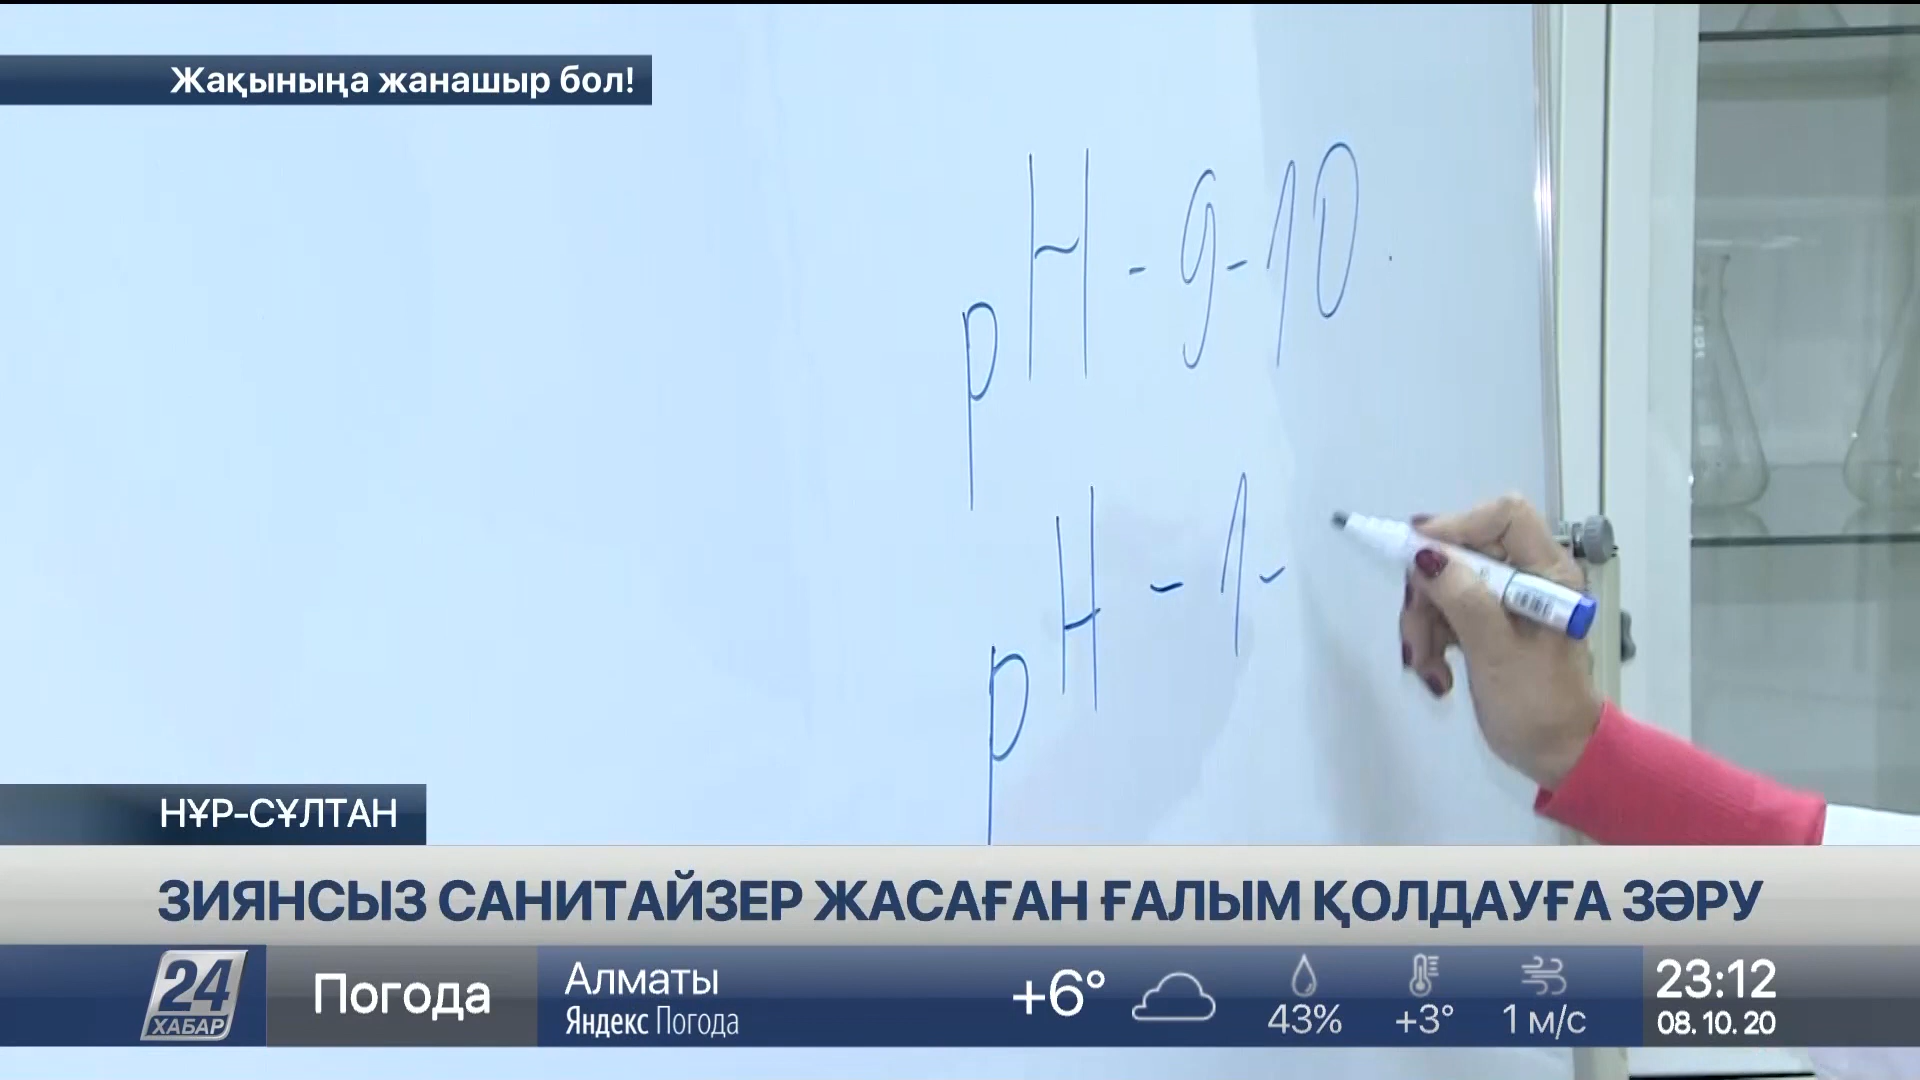 Жақыныңа жанашыр бол!
pH - 9-10.
pH - 1-
НҰР-СҰЛТАН
ЗИЯНСЫЗ САНИТАЙЗЕР ЖАСАҒАН ҒАЛЫМ ҚОЛДАУҒА ЗӘРУ
24 ХАБАР
Погода
Алматы
Яндекс Погода
+6°
43%
+3°
1 м/с
23:12
08. 10. 20